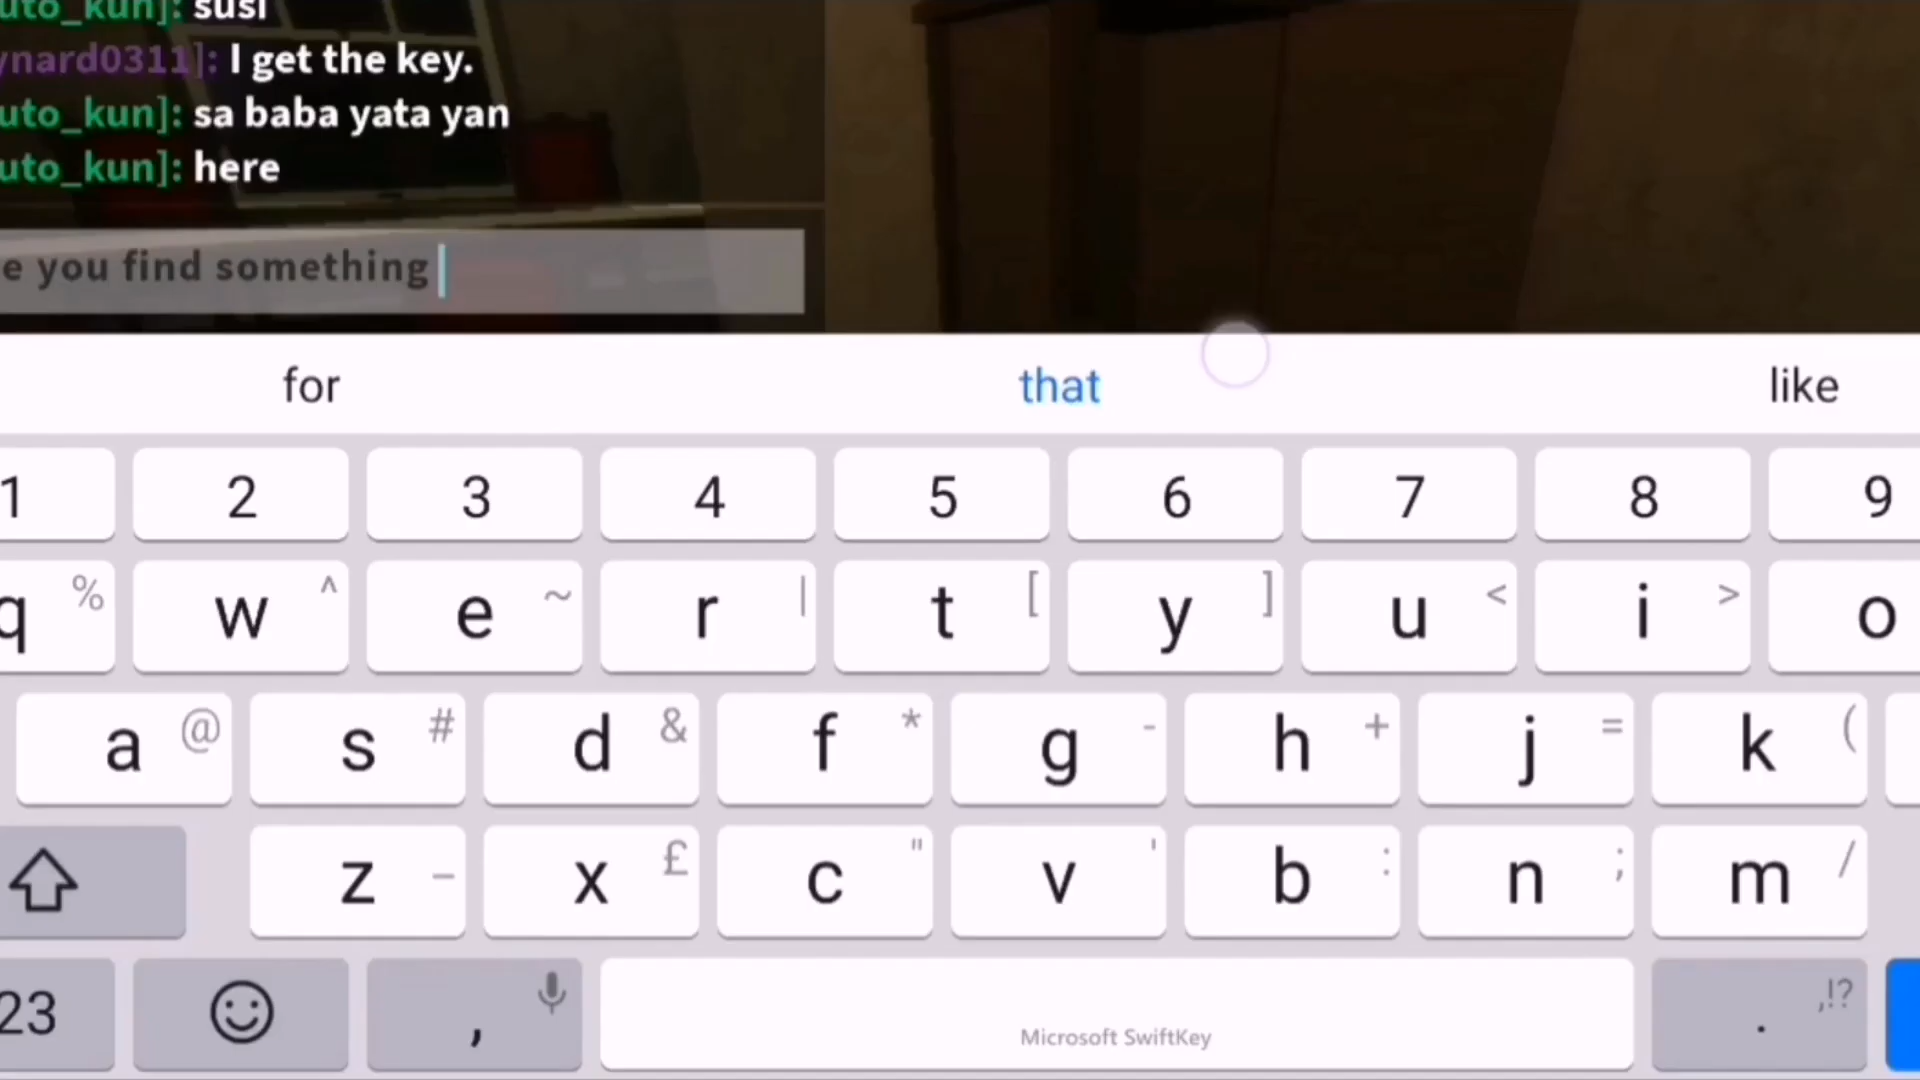 uto_kun]: susi
ynard0311]: I get the key.
uto_kun]: sa baba yata yan
uto_kun]: here
e you find something
for that like
1 2 3 4 5 6 7 8 9
q % w ^ e ~ r | t [ y ] u < i > o
a @ s # d & f * g - h + j = k (
z – x £ c " v ' b : n ; m /
23 , . ,!?
Microsoft SwiftKey